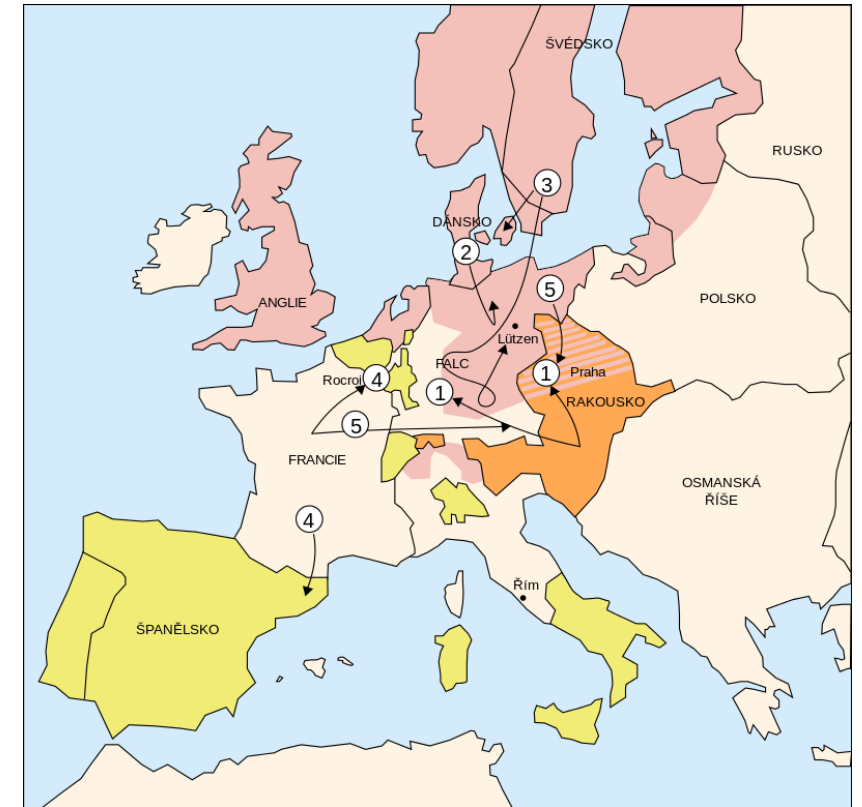 ŠVÉDSKO
RUSKO
3
DÁNSKO
2
5
ANGLIE
POLSKO
Lützen
FALC
Rocroi
4
1
1
Praha
RAKOUSKO
5
FRANCIE
OSMANSKÁ
ŘÍŠE
4
Řím
ŠPANĚLSKO